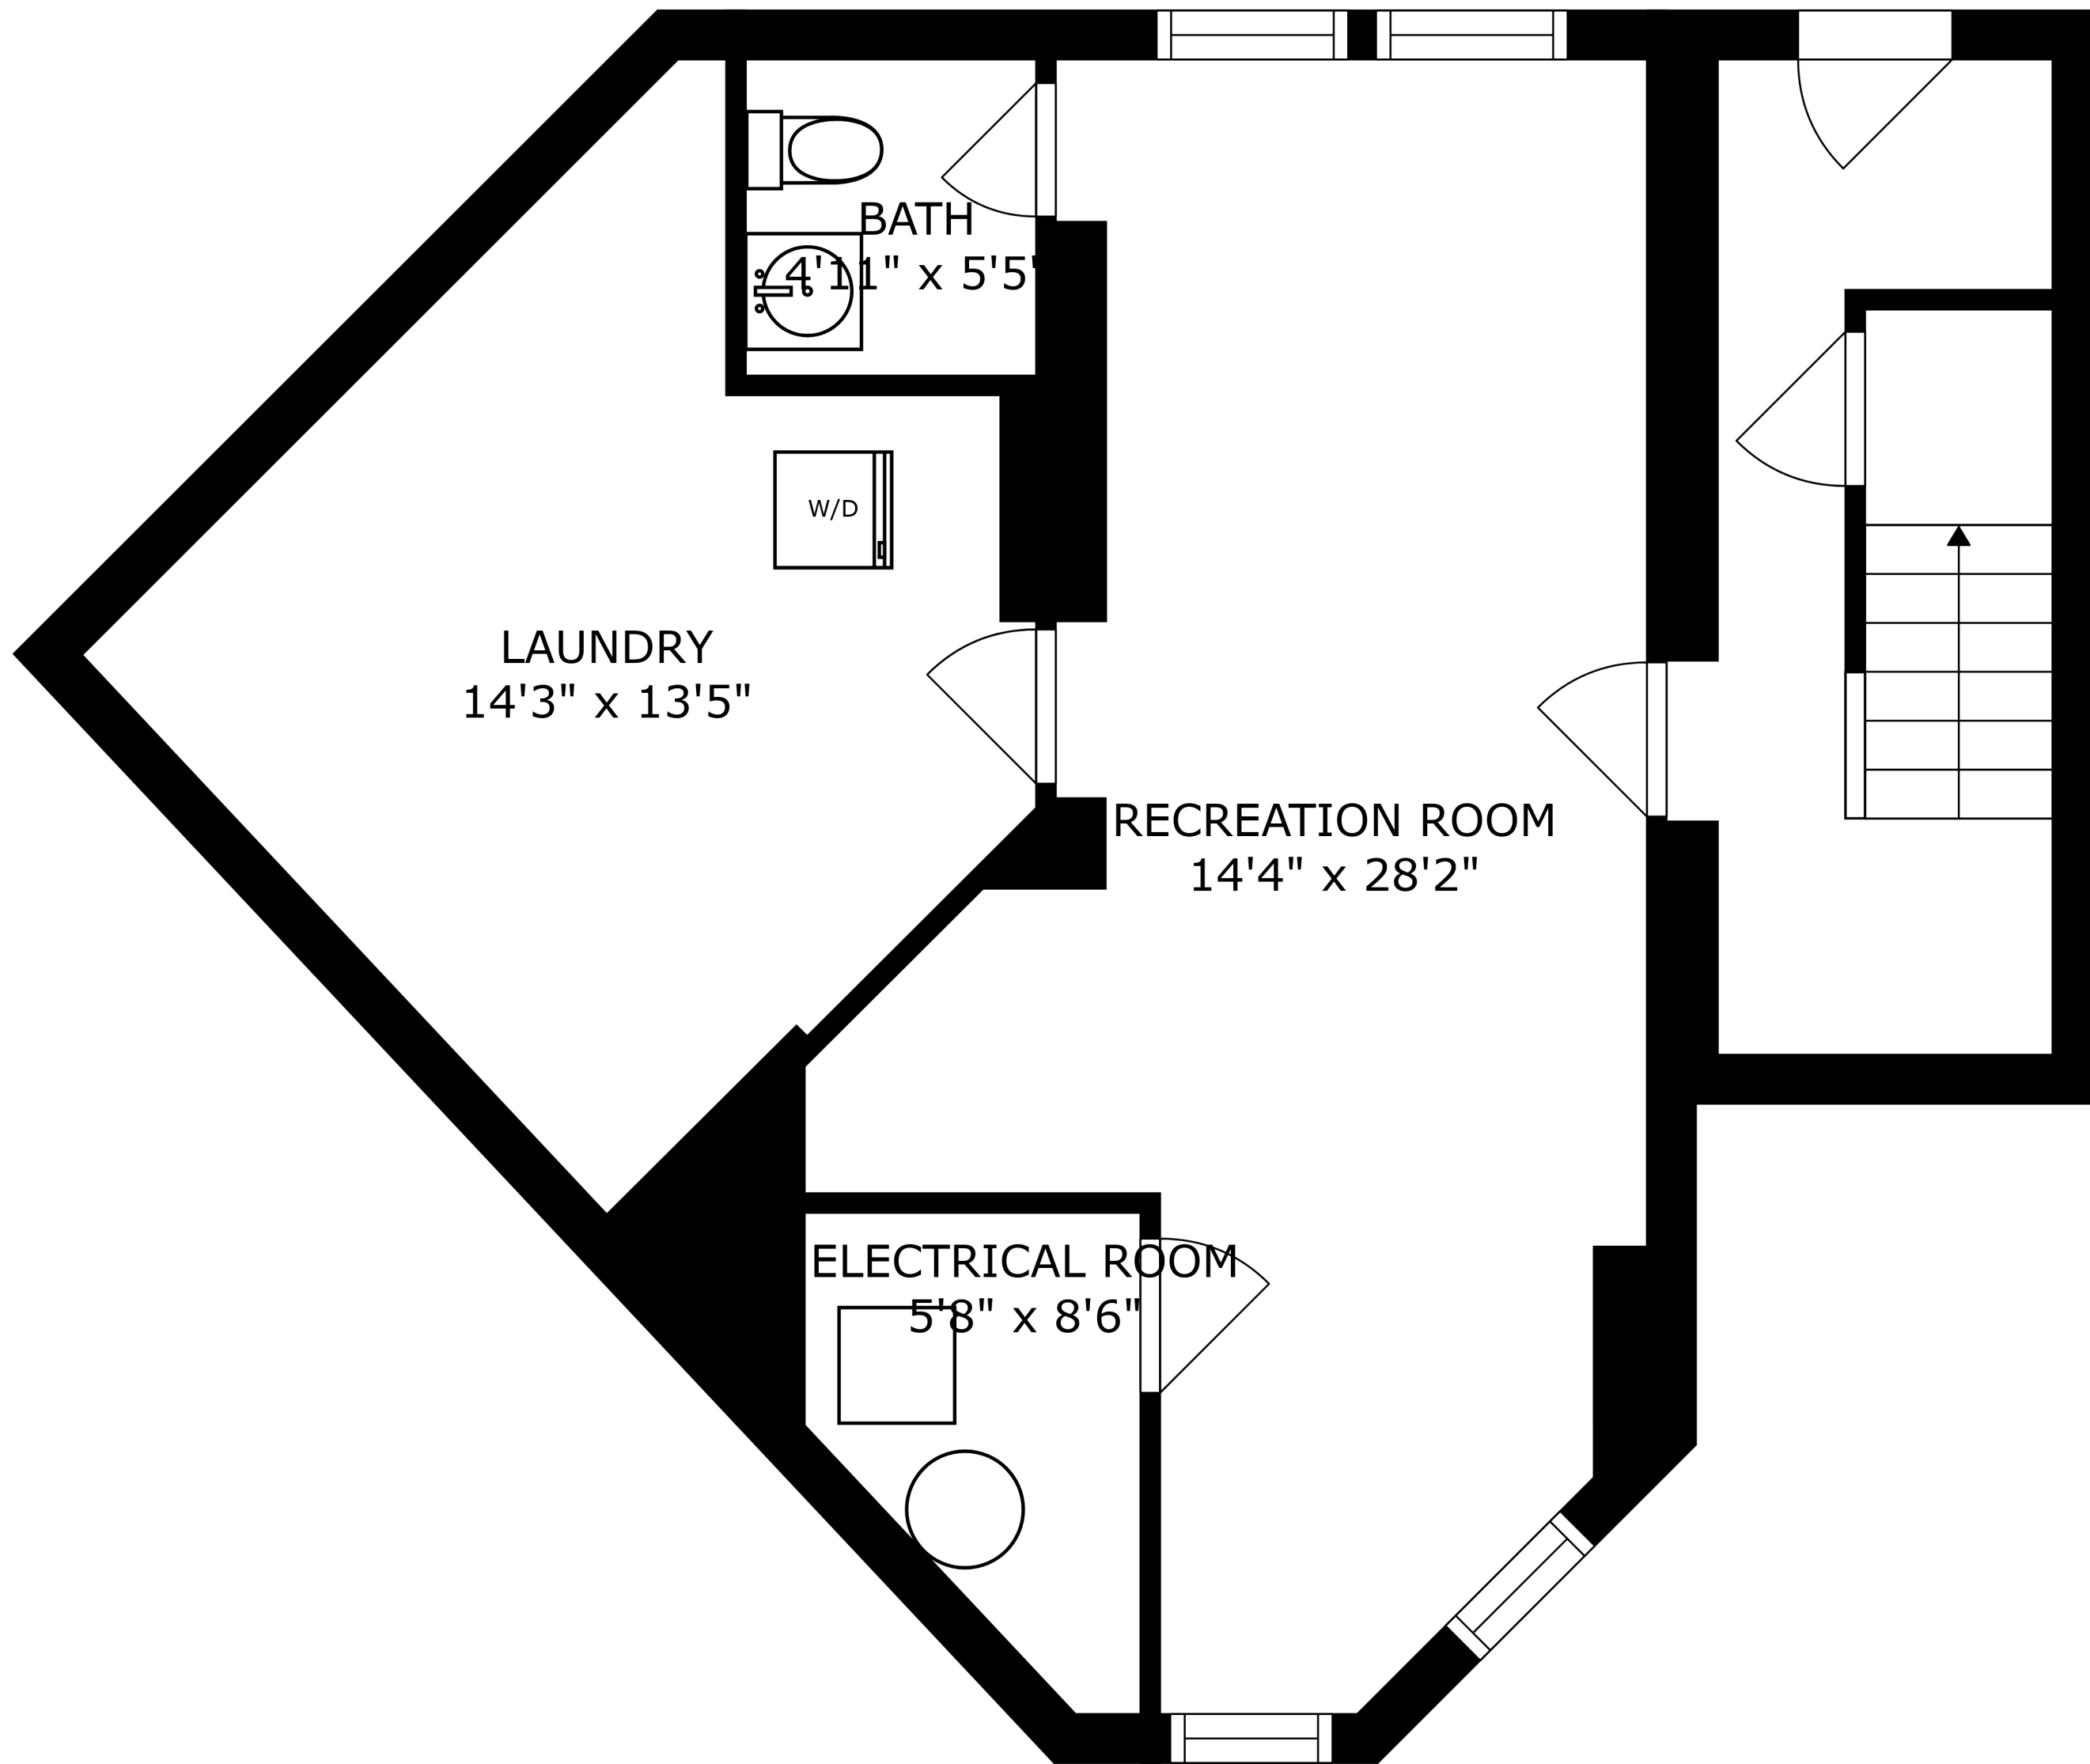 BATH
4'11" x 5'5"
W/D
LAUNDRY
14'3" x 13'5"
RECREATION ROOM
14'4" x 28'2"
ELECTRICAL ROOM
5'8" x 8'6"